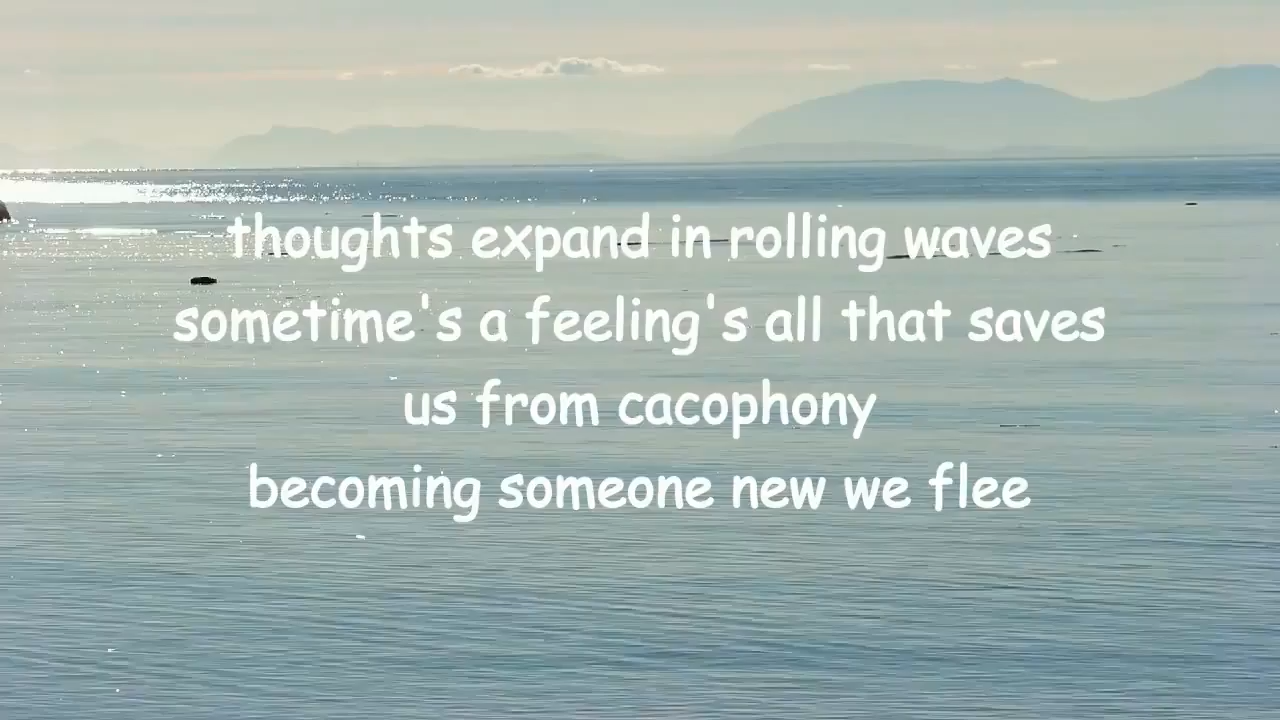 thoughts expand in rolling waves
sometime's a feeling's all that saves
us from cacophony
becoming someone new we flee